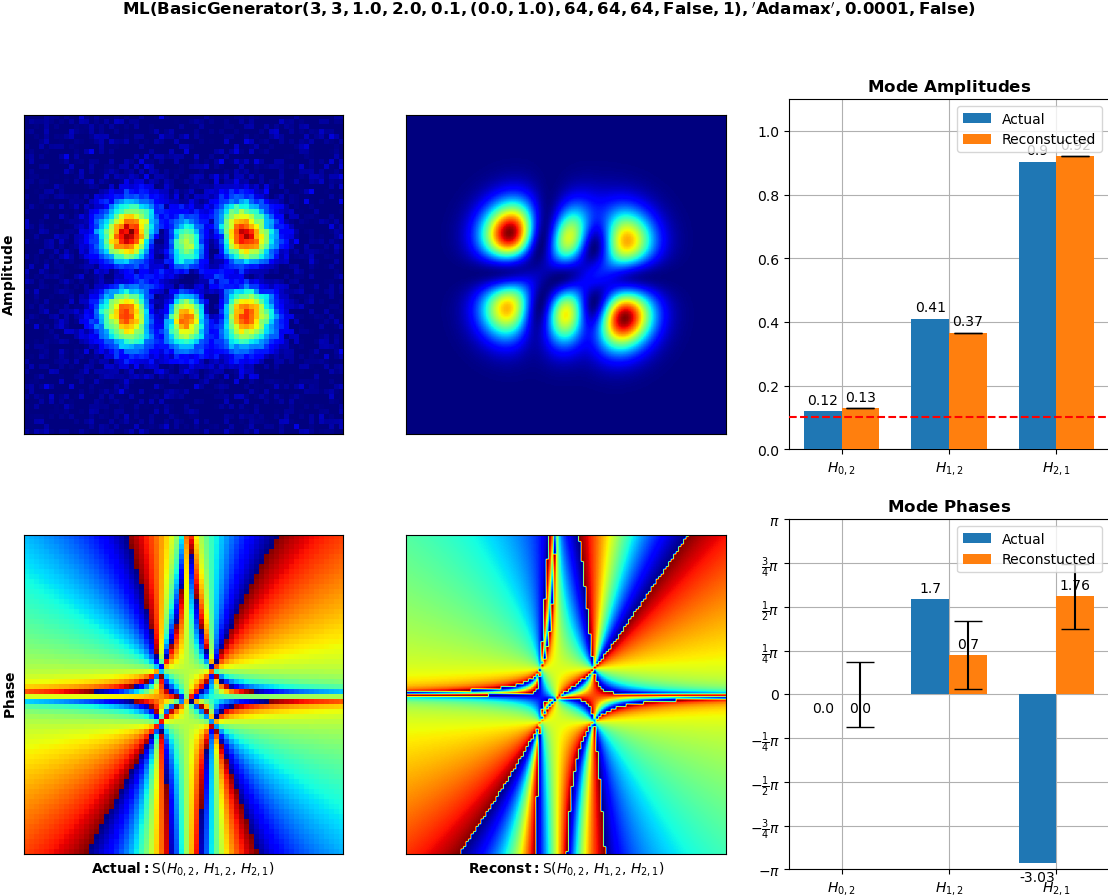 ML(BasicGenerator(3, 3, 1.0, 2.0, 0.1, (0.0, 1.0), 64, 64, 64, False, 1), ′Adamax′, 0.0001, False)
Amplitude
Mode Amplitudes
Actual
Reconstucted
1.0
0.8
0.6
0.4
0.2
0.0
0.12
0.13
0.41
0.37
0.9
0.92
H0,2
H1,2
H2,1
Phase
Actual: S(H0,2, H1,2, H2,1)
Reconst: S(H0,2, H1,2, H2,1)
Mode Phases
Actual
Reconstucted
π
3/4π
1/2π
1/4π
0
−1/4π
−1/2π
−3/4π
−π
0.0
0.0
1.7
0.7
-3.03
1.76
H0,2
H1,2
H2,1